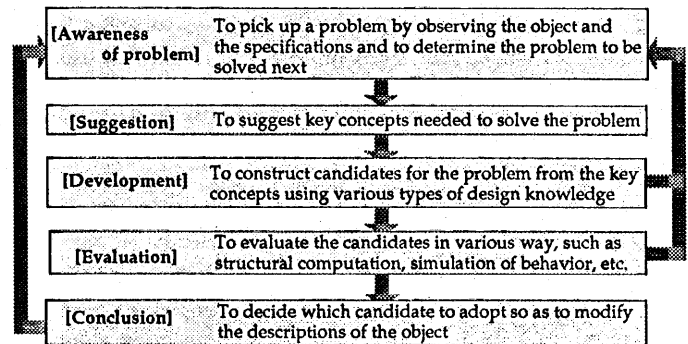 [Awareness of problem] To pick up a problem by observing the object and
the specifications and to determine the problem to be
solved next
[Suggestion] To suggest key concepts needed to solve the problem
[Development] To construct candidates for the problem from the key
concepts using various types of design knowledge
[Evaluation] To evaluate the candidates in various way, such as
structural computation, simulation of behavior, etc.
[Conclusion] To decide which candidate to adopt so as to modify
the descriptions of the object